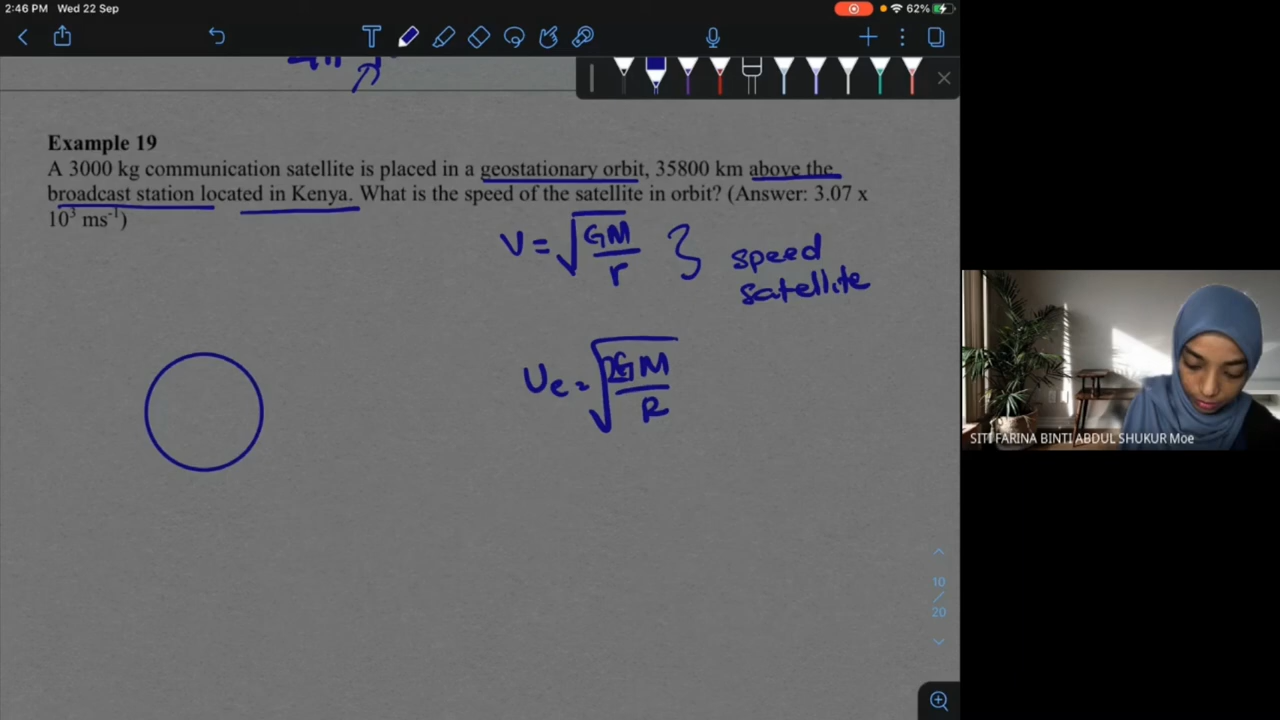 2:46 PM Wed 22 Sep
62%
T
Example 19
A 3000 kg communication satellite is placed in a geostationary orbit, 35800 km above the
broadcast station located in Kenya. What is the speed of the satellite in orbit? (Answer: 3.07 x
10³ ms⁻¹)
v = √(GM/r) } speed
satellite
ve = √(2GM/R)
SITI FARINA BINTI ABDUL SHUKUR Moe
10
/
20